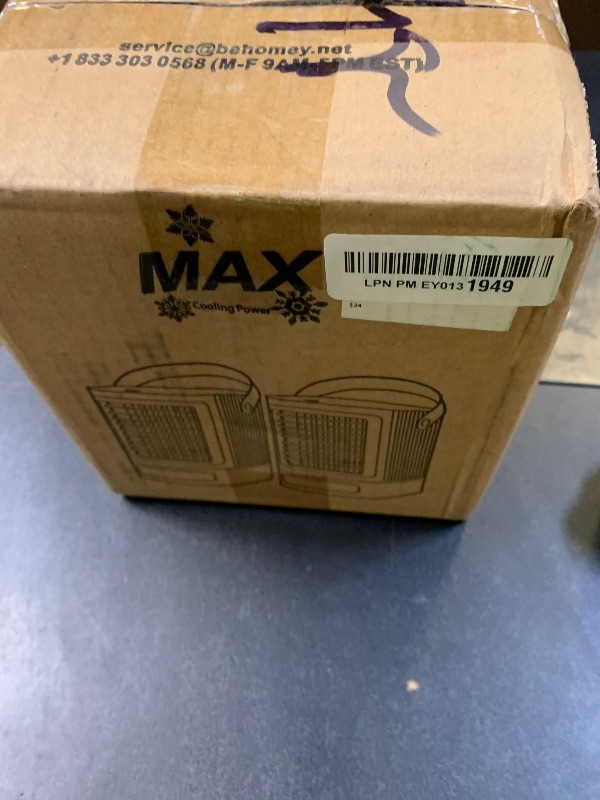 service@behomey.net
+1 833 303 0568 (M-F 9AM-5PM EST)
MAX
Cooling Power
LPN PM EY013 1949